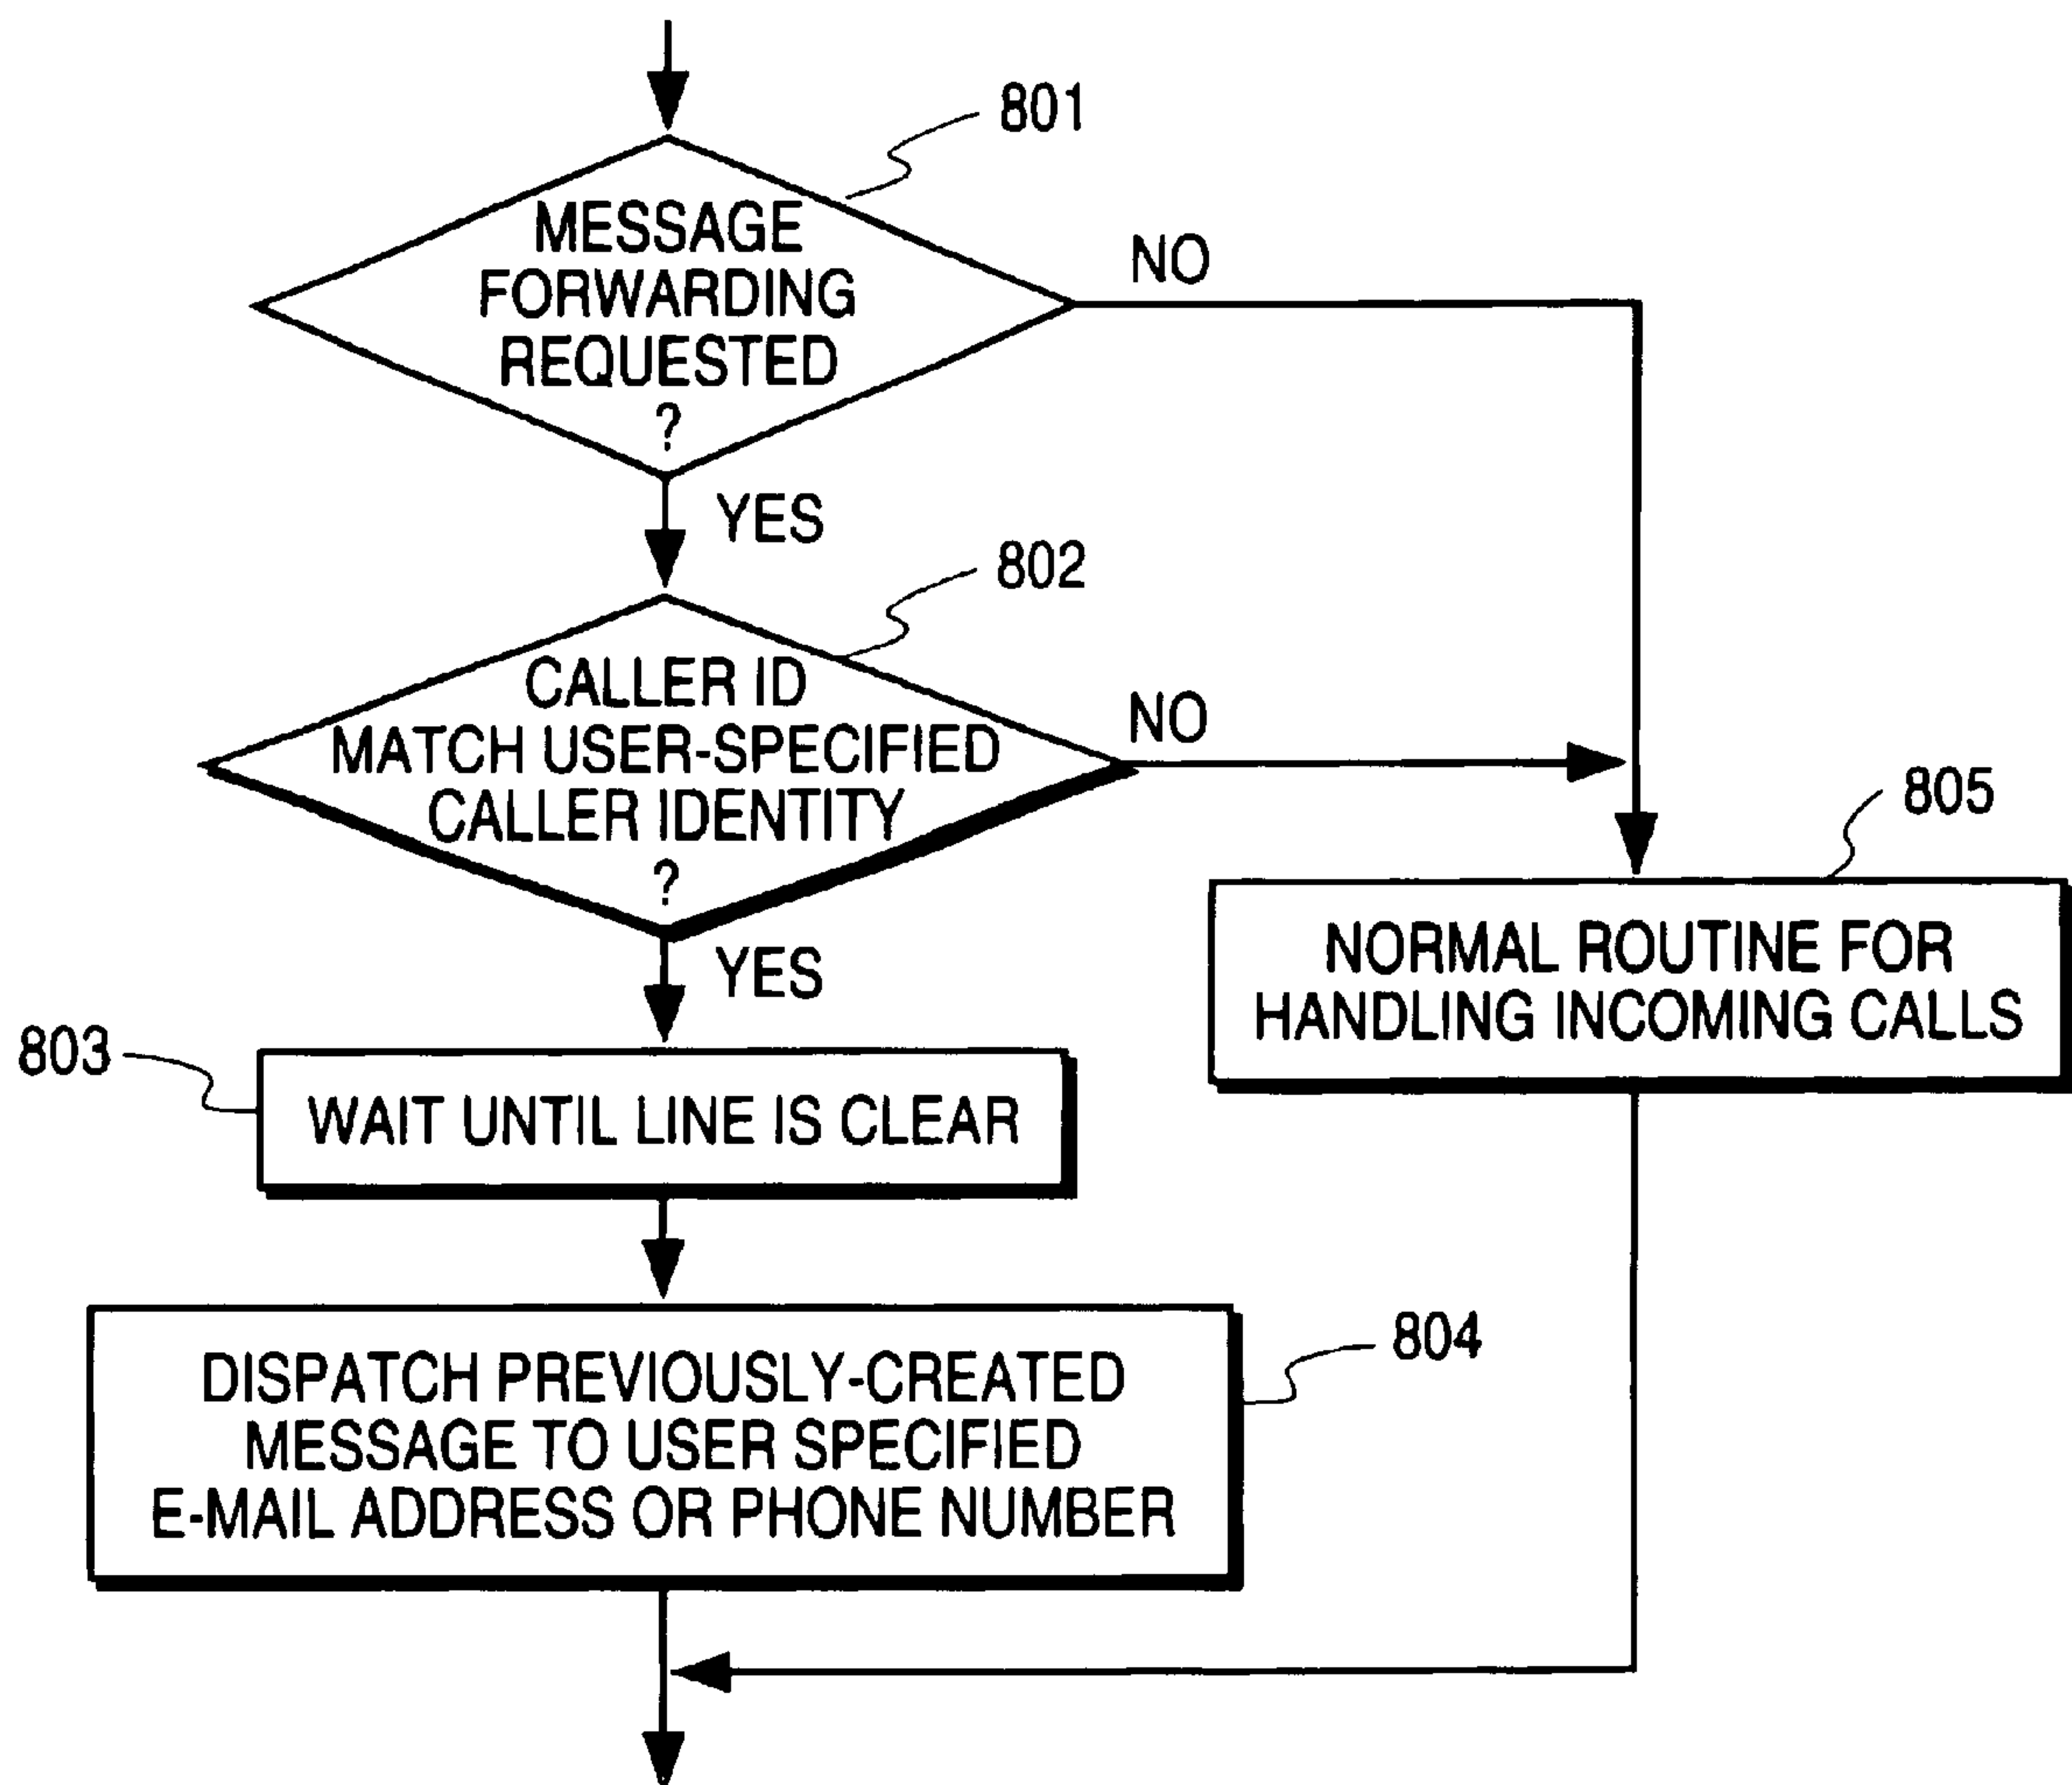 801
MESSAGE
FORWARDING
REQUESTED
?
NO
YES
802
CALLER ID
MATCH USER-SPECIFIED
CALLER IDENTITY
?
NO
YES
805
NORMAL ROUTINE FOR
HANDLING INCOMING CALLS
803
WAIT UNTIL LINE IS CLEAR
804
DISPATCH PREVIOUSLY-CREATED
MESSAGE TO USER SPECIFIED
E-MAIL ADDRESS OR PHONE NUMBER